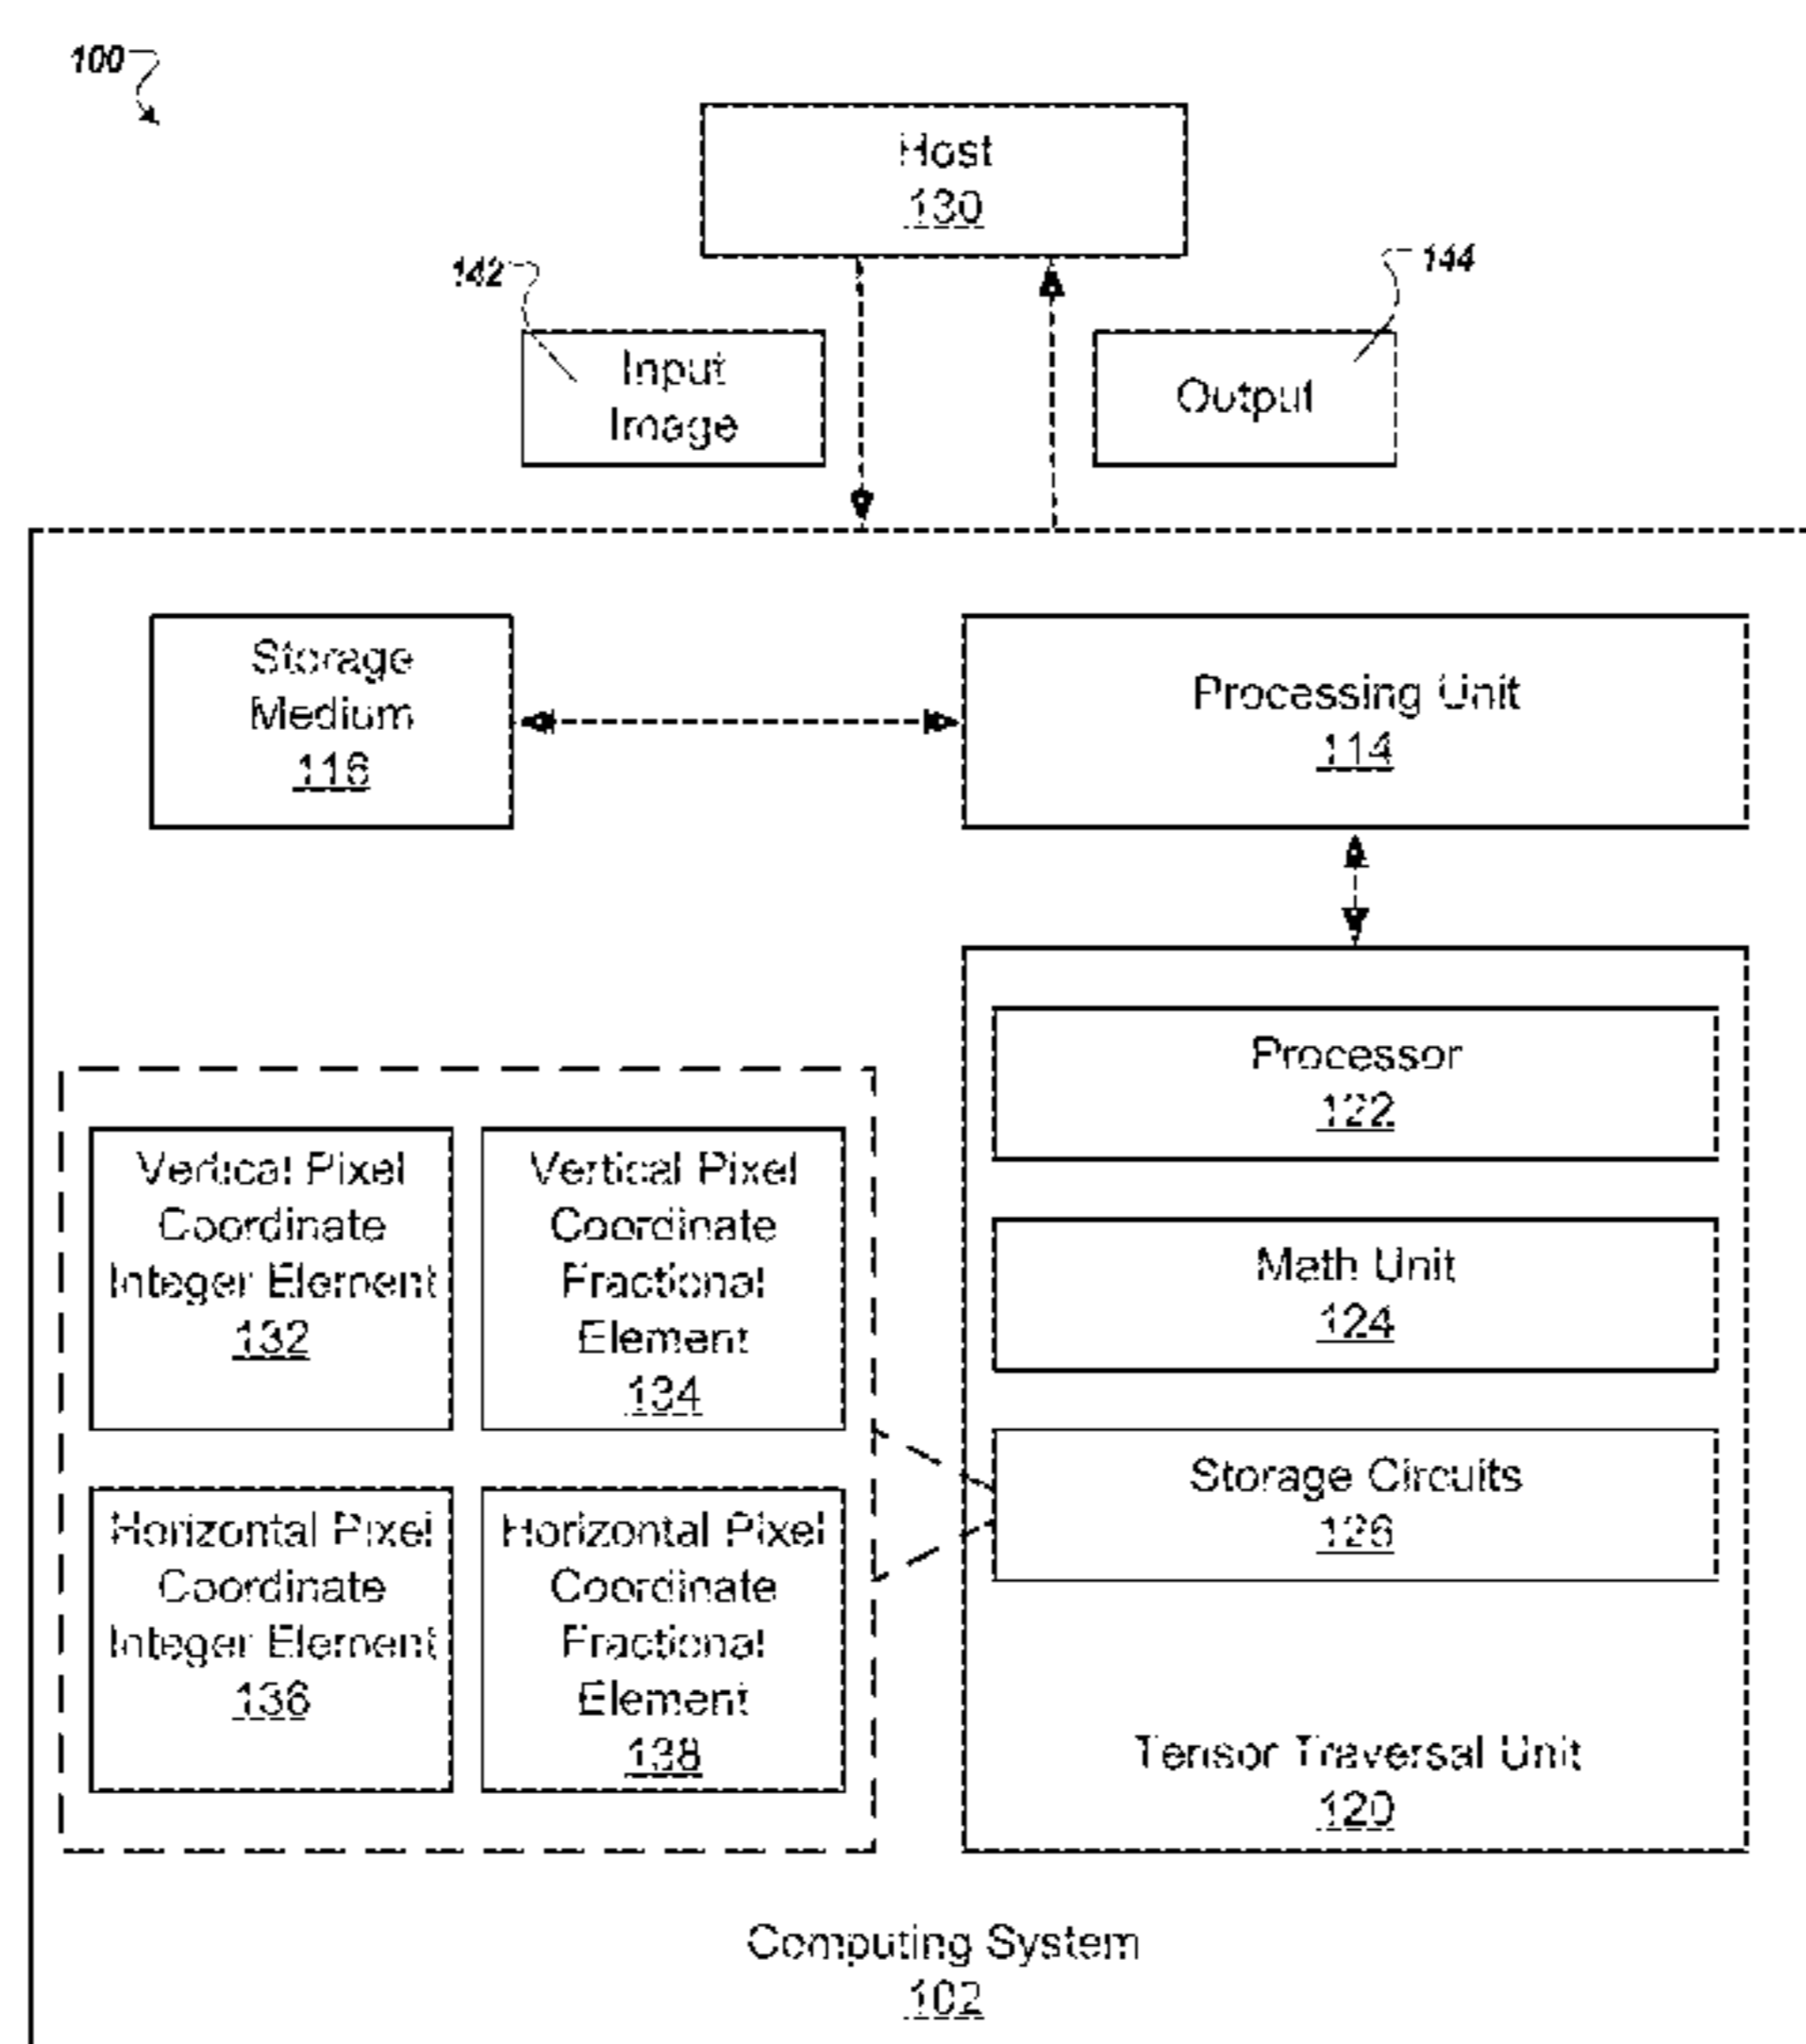 100
Host
130
142
144
Input
Image
Output
Storage
Medium
116
Processing Unit
114
Processor
122
Vertical Pixel
Coordinate
Integer Element
132
Vertical Pixel
Coordinate
Fractional
Element
134
Math Unit
124
Storage Circuits
126
Horizontal Pixel
Coordinate
Integer Element
136
Horizontal Pixel
Coordinate
Fractional
Element
138
Tensor Traversal Unit
120
Computing System
102